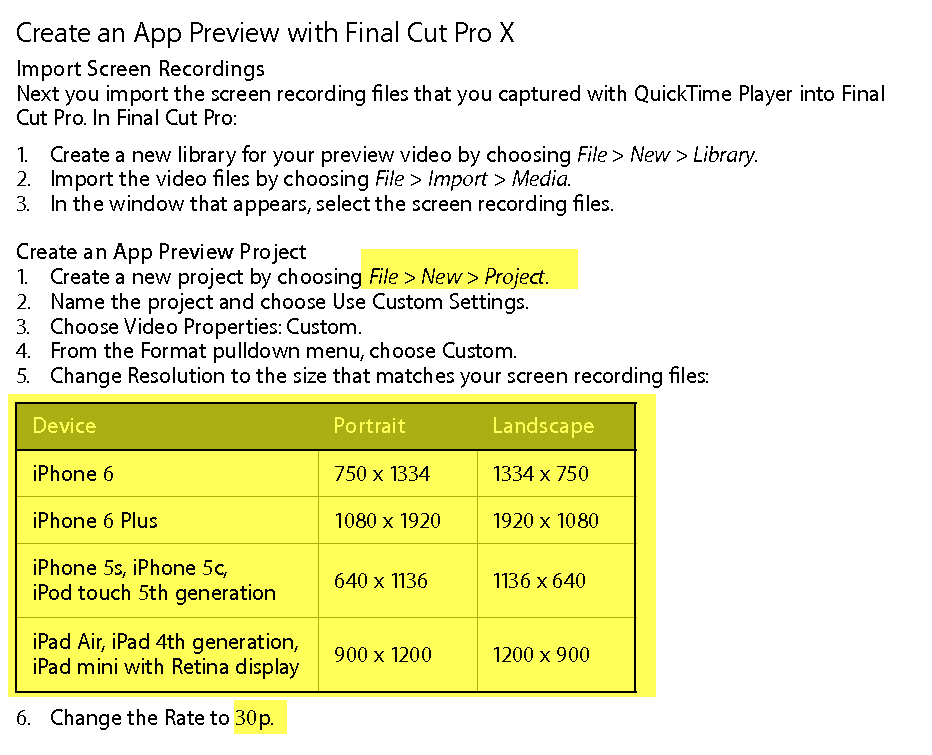 Create an App Preview with Final Cut Pro X
Import Screen Recordings
Next you import the screen recording files that you captured with QuickTime Player into Final
Cut Pro. In Final Cut Pro:
1. Create a new library for your preview video by choosing File > New > Library.
2. Import the video files by choosing File > Import > Media.
3. In the window that appears, select the screen recording files.
Create an App Preview Project
1. Create a new project by choosing File > New > Project.
2. Name the project and choose Use Custom Settings.
3. Choose Video Properties: Custom.
4. From the Format pulldown menu, choose Custom.
5. Change Resolution to the size that matches your screen recording files:
Device Portrait Landscape
iPhone 6 750 x 1334 1334 x 750
iPhone 6 Plus 1080 x 1920 1920 x 1080
iPhone 5s, iPhone 5c,
iPod touch 5th generation 640 x 1136 1136 x 640
iPad Air, iPad 4th generation,
iPad mini with Retina display 900 x 1200 1200 x 900
6. Change the Rate to 30p.